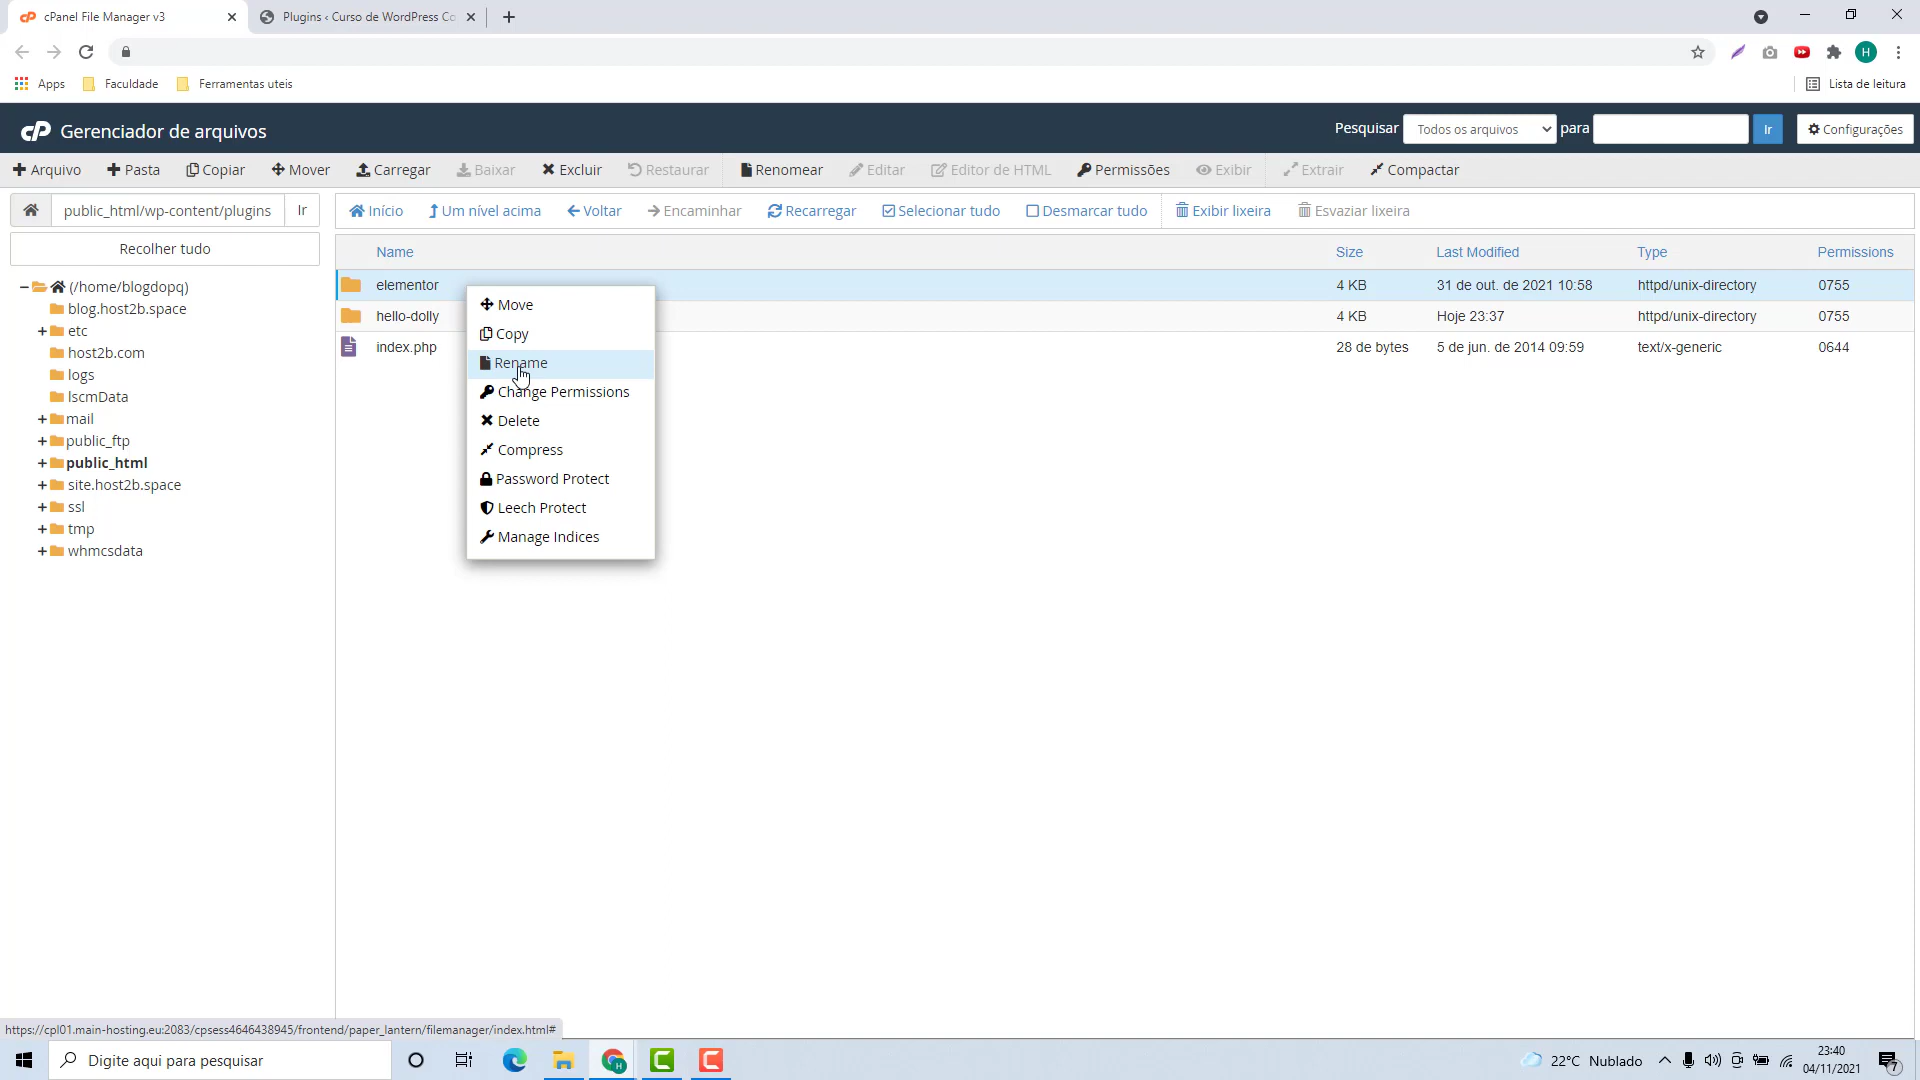 cPanel File Manager v3
Plugins ‹ Curso de WordPress Co
Apps Faculdade Ferramentas uteis Lista de leitura
cP Gerenciador de arquivos Pesquisar Todos os arquivos para Ir Configurações
Arquivo Pasta Copiar Mover Carregar Baixar Excluir Restaurar Renomear Editar Editor de HTML Permissões Exibir Extrair Compactar
public_html/wp-content/plugins Ir Início Um nível acima Voltar Encaminhar Recarregar Selecionar tudo Desmarcar tudo Exibir lixeira Esvaziar lixeira
Recolher tudo
(/home/blogdopq)
blog.host2b.space
etc
host2b.com
logs
lscmData
mail
public_ftp
public_html
site.host2b.space
ssl
tmp
whmcsdata
Name Size Last Modified Type Permissions
elementor 4 KB 31 de out. de 2021 10:58 httpd/unix-directory 0755
hello-dolly 4 KB Hoje 23:37 httpd/unix-directory 0755
index.php 28 de bytes 5 de jun. de 2014 09:59 text/x-generic 0644
Move
Copy
Rename
Change Permissions
Delete
Compress
Password Protect
Leech Protect
Manage Indices
https://cpl01.main-hosting.eu:2083/cpsess4646438945/frontend/paper_lantern/filemanager/index.html#
Digite aqui para pesquisar
22°C Nublado
23:40
04/11/2021
7
H
H